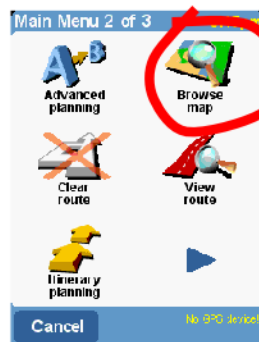 Main Menu 2 of 3
Advanced
planning
Browse
map
Clear
route
View
route
Itinerary
planning
Cancel
No GPS device!